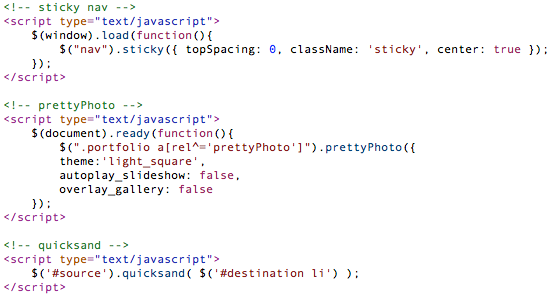 <!-- sticky nav -->
<script type="text/javascript">
    $(window).load(function(){
        $("nav").sticky({ topSpacing: 0, className: 'sticky', center: true });
    });
</script>

<!-- prettyPhoto -->
<script type="text/javascript">
    $(document).ready(function(){
        $(".portfolio a[rel^='prettyPhoto']").prettyPhoto({
        theme:'light_square',
        autoplay_slideshow: false,
        overlay_gallery: false
    });
</script>

<!-- quicksand -->
<script type="text/javascript">
    $('#source').quicksand( $('#destination li') );
</script>